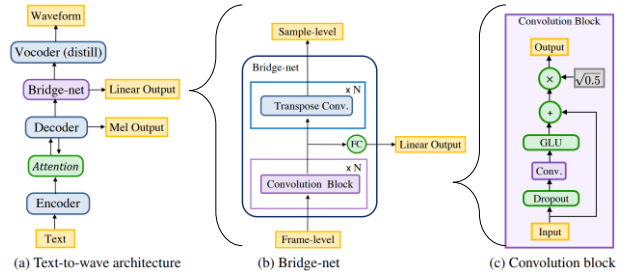 Waveform
Vocoder (distill)
Bridge-net
Linear Output
Decoder
Mel Output
Attention
Encoder
Text
(a) Text-to-wave architecture
Sample-level
Bridge-net
x N
Transpose Conv.
FC
Linear Output
x N
Convolution Block
Frame-level
(b) Bridge-net
Convolution Block
Output
×
√0.5
+
GLU
Conv.
Dropout
Input
(c) Convolution block